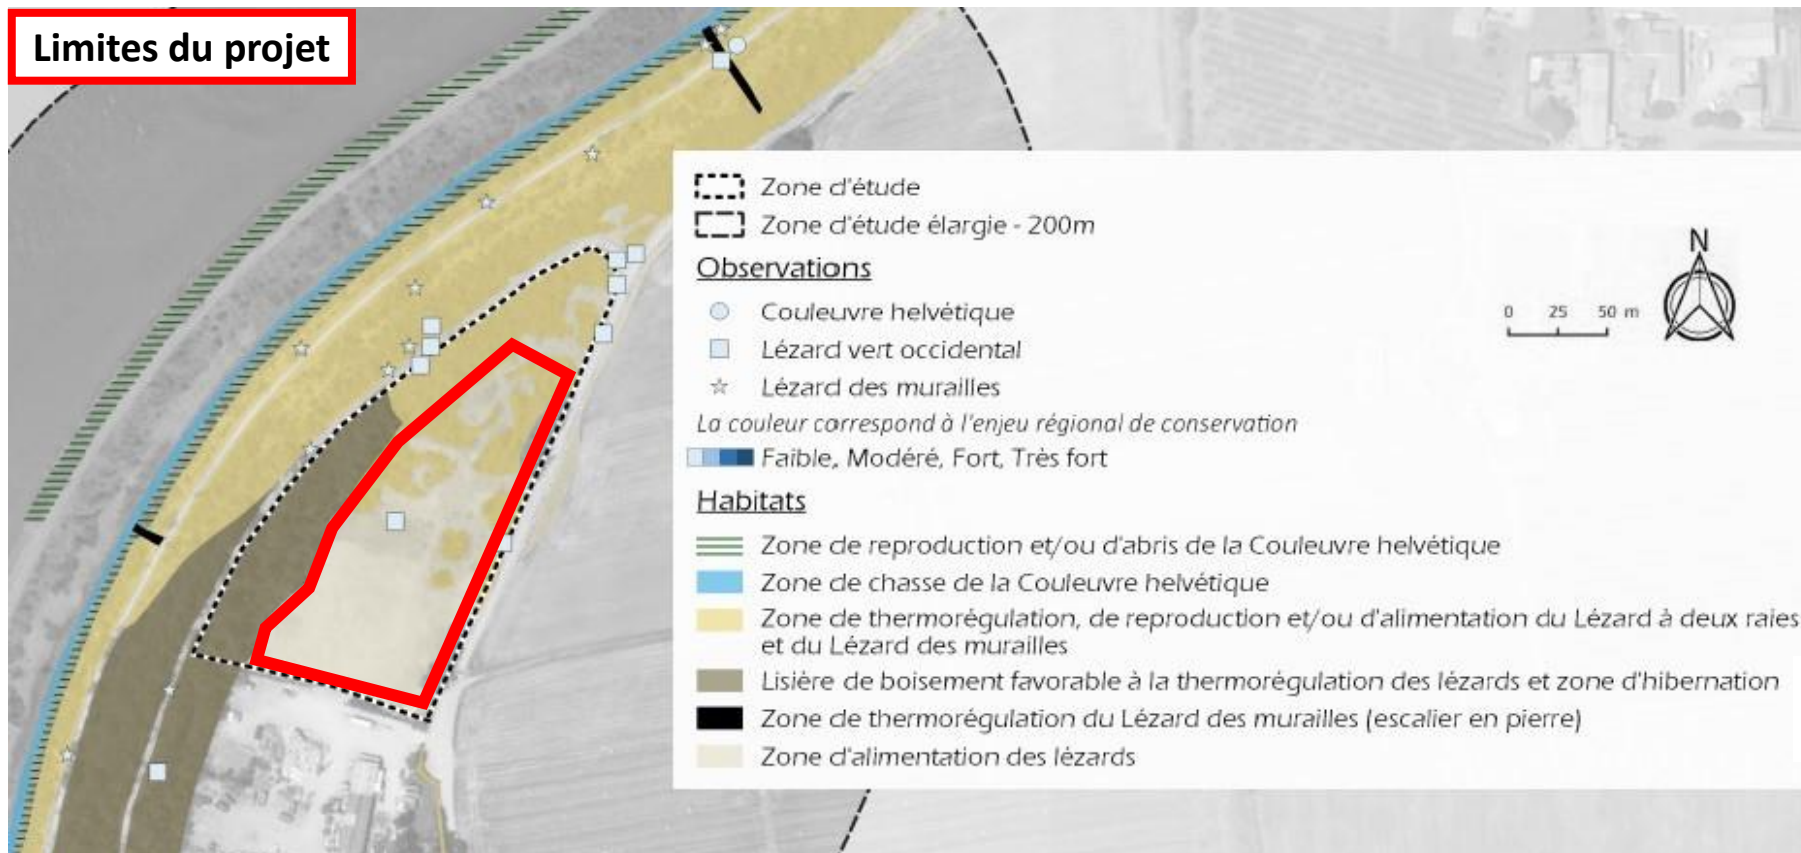 Limites du projet
Zone d'étude
Zone d'étude élargie - 200m
Observations
Couleuvre helvétique
Lézard vert occidental
Lézard des murailles
La couleur correspond à l'enjeu régional de conservation
Faible, Modéré, Fort, Très fort
Habitats
Zone de reproduction et/ou d'abris de la Couleuvre helvétique
Zone de chasse de la Couleuvre helvétique
Zone de thermorégulation, de reproduction et/ou d'alimentation du Lézard à deux raies
et du Lézard des murailles
Lisière de boisement favorable à la thermorégulation des lézards et zone d'hibernation
Zone de thermorégulation du Lézard des murailles (escalier en pierre)
Zone d'alimentation des lézards
N
0 25 50 m